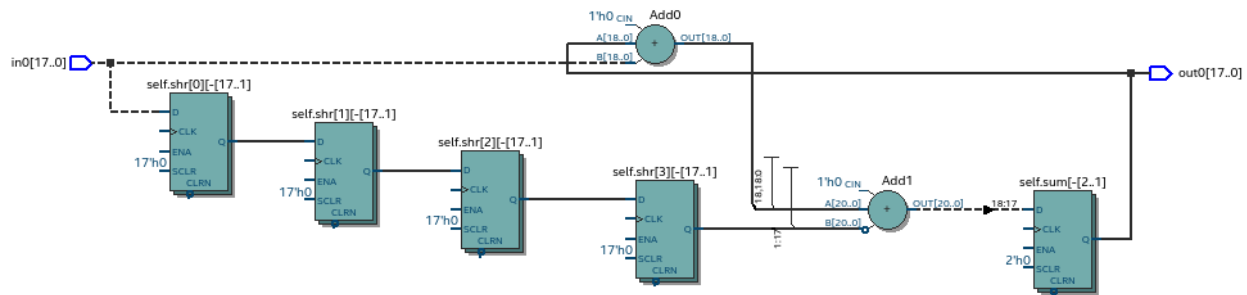 1'h0 CIN
Add0
A[18..0]
+
OUT[18..0]
B[18..0]
in0[17..0]
out0[17..0]
self.shr[0][-[17..1]
D
CLK
Q
ENA
17'h0
SCLR
CLRN
self.shr[1][-[17..1]
D
CLK
Q
ENA
17'h0
SCLR
CLRN
self.shr[2][-[17..1]
D
CLK
Q
ENA
17'h0
SCLR
CLRN
self.shr[3][-[17..1]
D
CLK
Q
ENA
17'h0
SCLR
CLRN
18,18:0
1:17
1'h0 CIN
Add1
A[20..0]
+
OUT[20..0]
B[20..0]
18:17
self.sum[-[2..1]
D
CLK
Q
ENA
2'h0
SCLR
CLRN